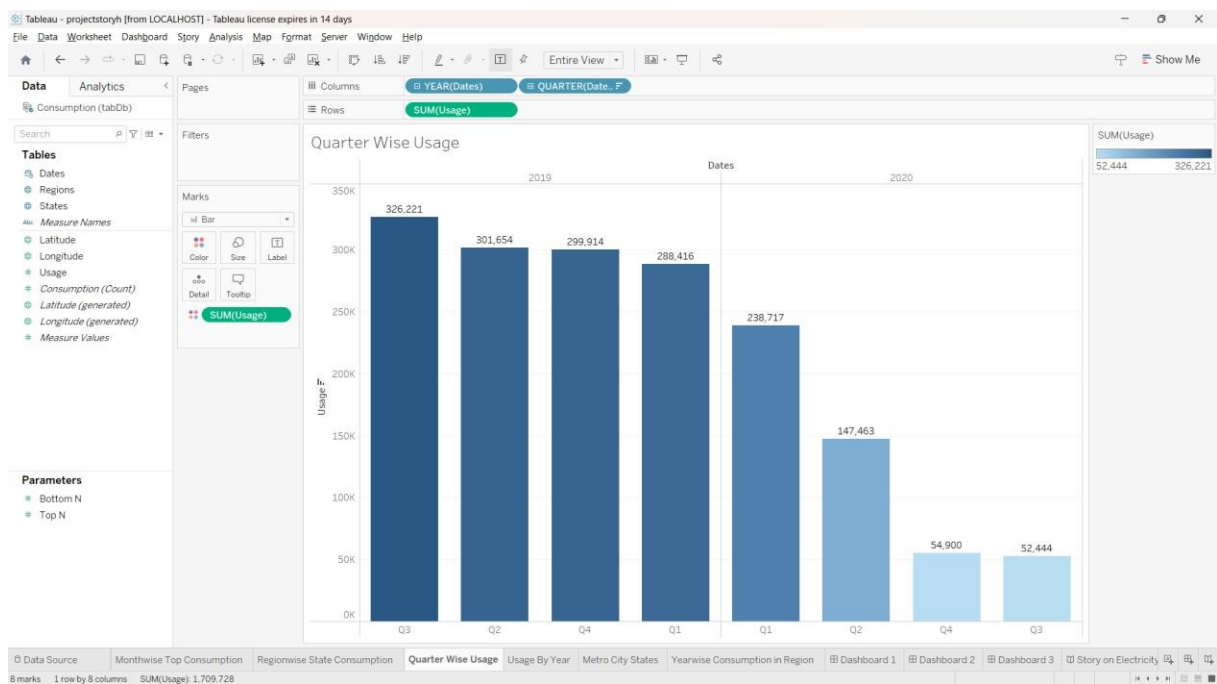 Tableau - projectstoryh [from LOCALHOST] - Tableau license expires in 14 days
File Data Worksheet Dashboard Story Analysis Map Format Server Window Help
Entire View
Show Me
Data Analytics
Consumption (tabDb)
Search
Tables
Dates
Regions
States
Abc Measure Names
Latitude
Longitude
# Usage
# Consumption (Count)
Latitude (generated)
Longitude (generated)
# Measure Values
Parameters
# Bottom N
# Top N
Pages
Filters
Marks
Bar
Color Size Label
Detail Tooltip
SUM(Usage)
Columns YEAR(Dates) QUARTER(Date..
Rows SUM(Usage)
Quarter Wise Usage
Dates
2019 2020
350K
300K
250K
200K
150K
100K
50K
0K
Usage
326,221
301,654
299,914
288,416
238,717
147,463
54,900
52,444
Q3 Q2 Q4 Q1 Q1 Q2 Q4 Q3
SUM(Usage)
52,444 326,221
Data Source Monthwise Top Consumption Regionwise State Consumption Quarter Wise Usage Usage By Year Metro City States Yearwise Consumption in Region Dashboard 1 Dashboard 2 Dashboard 3 Story on Electricity
8 marks 1 row by 8 columns SUM(Usage): 1,709,728